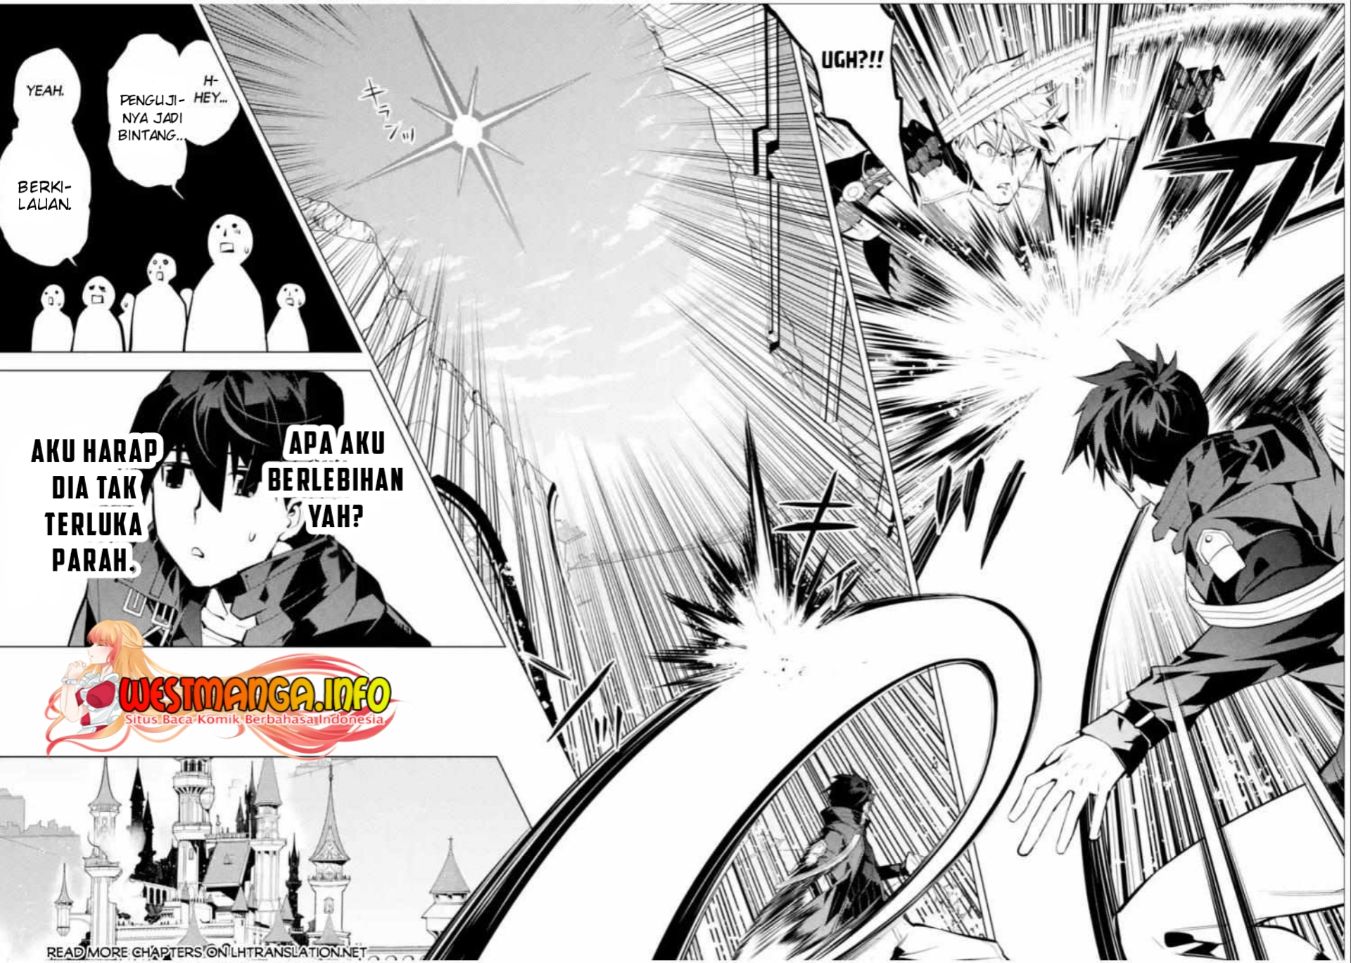 UGH?!!
キランッ
H-
HEY...
PENGUJI-
NYA JADI
BINTANG...
YEAH.
BERKI-
LAUAN.
APA AKU
BERLEBIHAN
YAH?
AKU HARAP
DIA TAK
TERLUKA
PARAH.
WESTMANGA.INFO
Situs Baca Komik Berbahasa Indonesia
READ MORE CHAPTERS ON LHTRANSLATION.NET